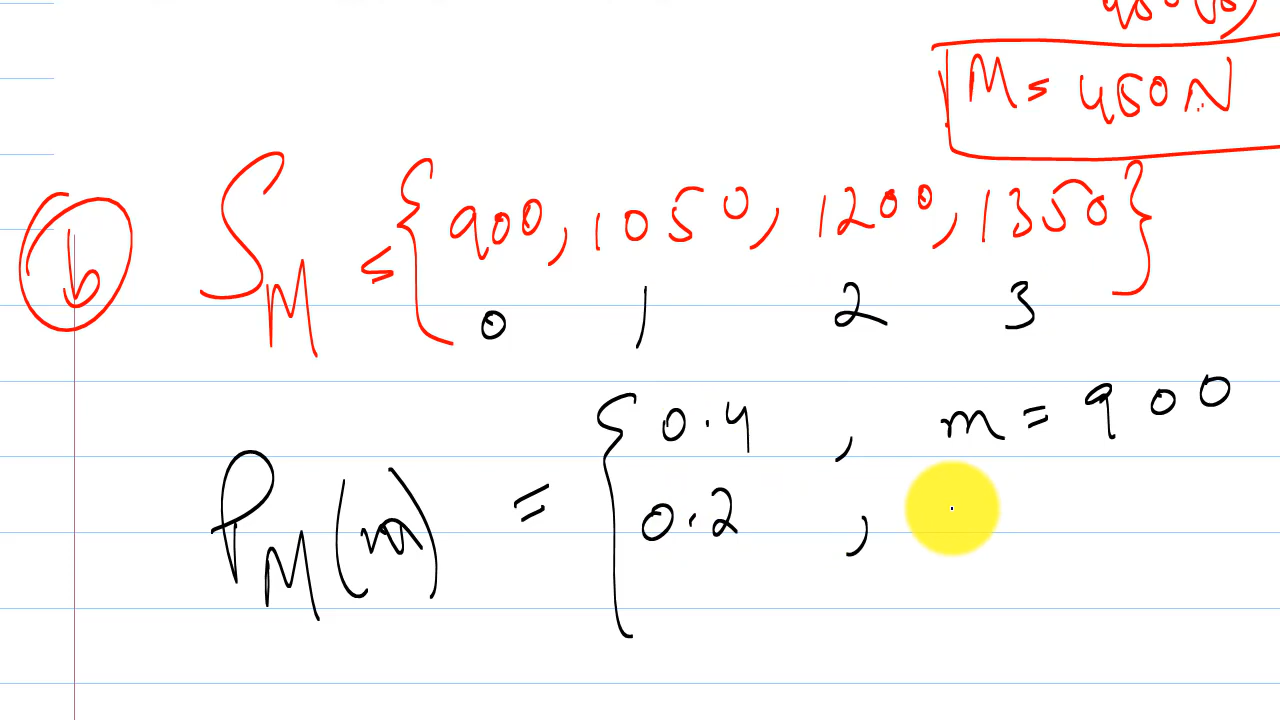 M = 450N
b S_M = {900, 1050, 1200, 1350}
0 1 2 3
P_M(m) = { 0.4 , m = 900
0.2 ,